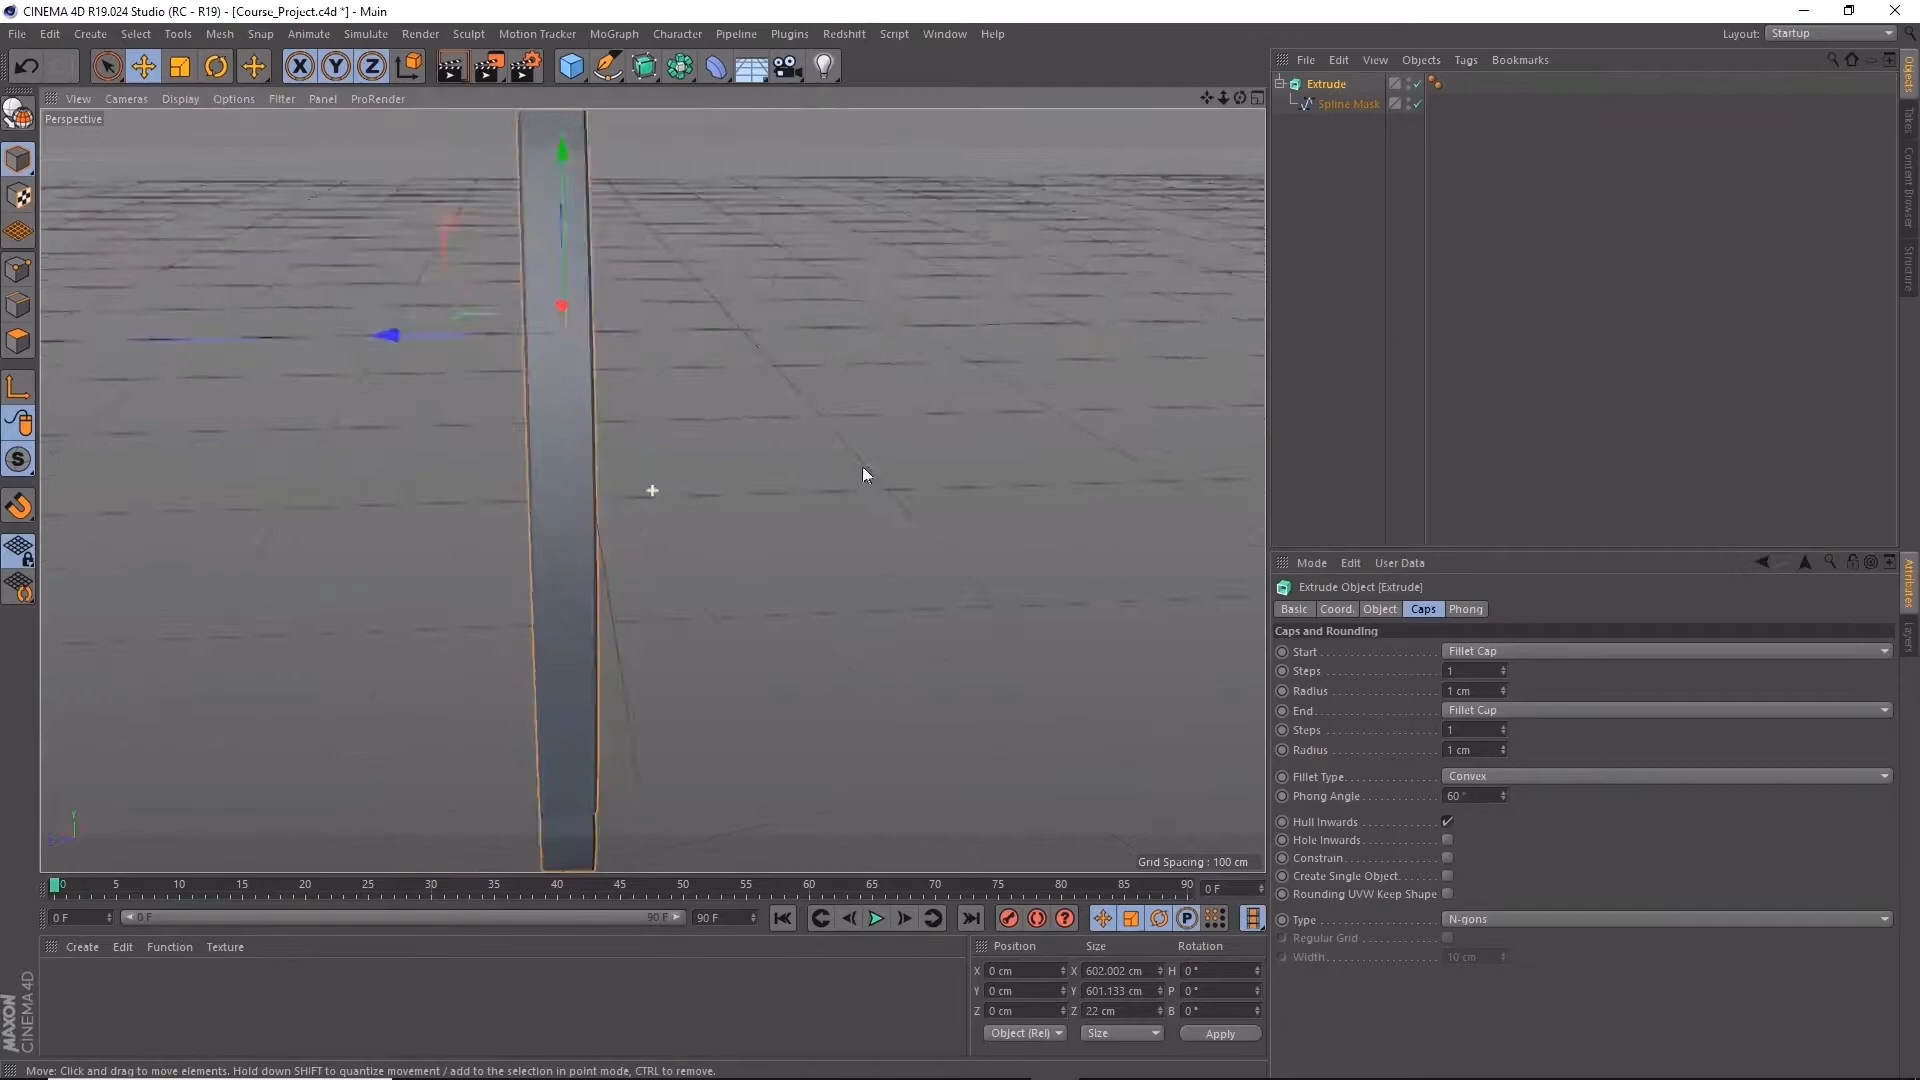 CINEMA 4D R19.024 Studio (RC - R19) - [Course_Project.c4d *] - Main
File Edit Create Select Tools Mesh Snap Animate Simulate Render Sculpt Motion Tracker MoGraph Character Pipeline Plugins Redshift Script Window Help
Layout: Startup
X Y Z
File Edit View Objects Tags Bookmarks
View Cameras Display Options Filter Panel ProRender
Perspective
Extrude
Spline Mask
Objects
Takes
Content Browser
Structure
S
Y
Grid Spacing : 100 cm
Mode Edit User Data
Extrude Object [Extrude]
Basic Coord. Object Caps Phong
Caps and Rounding
Start Fillet Cap
Steps 1
Radius 1 cm
End Fillet Cap
Steps 1
Radius 1 cm
Fillet Type Convex
Phong Angle 60 °
Hull Inwards
Hole Inwards
Constrain
Create Single Object
Rounding UVW Keep Shape
Type N-gons
Regular Grid
Width 10 cm
Attributes
Layers
0 5 10 15 20 25 30 35 40 45 50 55 60 65 70 75 80 85 90 0 F
0 F 0 F 90 F 90 F
P
Create Edit Function Texture
Position Size Rotation
X 0 cm X 602.002 cm H 0 °
Y 0 cm Y 601.133 cm P 0 °
Z 0 cm Z 22 cm B 0 °
Object (Rel) Size Apply
MAXON
CINEMA 4D
Move: Click and drag to move elements. Hold down SHIFT to quantize movement / add to the selection in point mode, CTRL to remove.